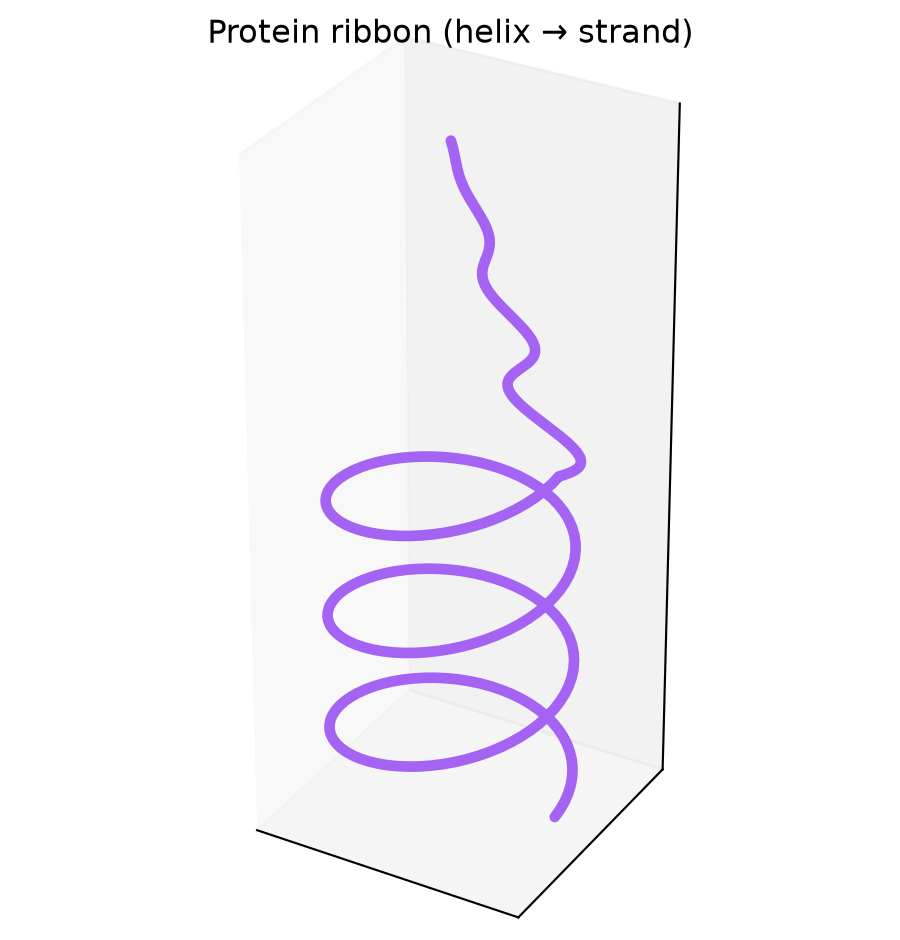 Protein ribbon (helix → strand)